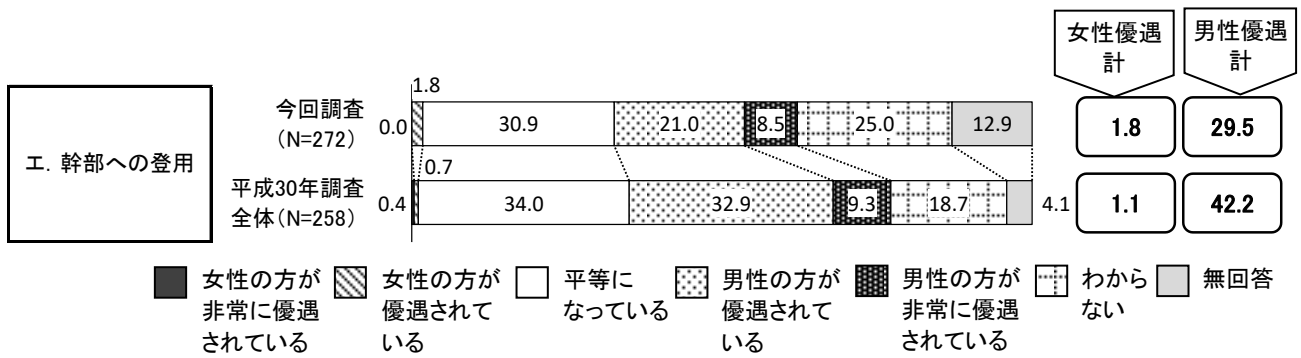 女性優遇
計
男性優遇
計
エ．幹部への登用
今回調査
（N=272）
0.0
1.8
30.9
21.0
8.5
25.0
12.9
1.8
29.5
平成30年調査
全体（N=258）
0.4
0.7
34.0
32.9
9.3
18.7
4.1
1.1
42.2
女性の方が
非常に優遇
されている
女性の方が
優遇されて
いる
平等に
なっている
男性の方が
優遇されて
いる
男性の方が
非常に優遇
されている
わから
ない
無回答